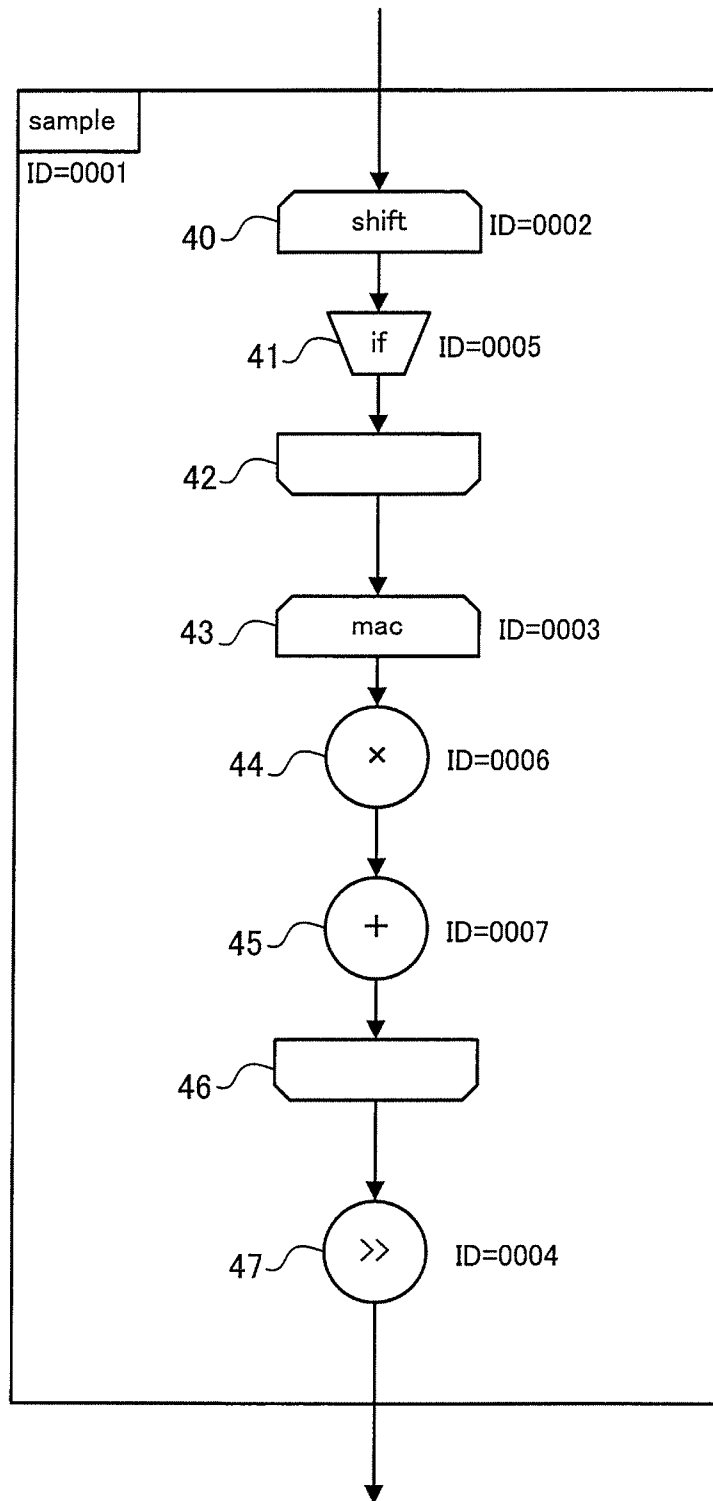 sample
ID=0001
40 shift ID=0002
41 if ID=0005
42
43 mac ID=0003
44 × ID=0006
45 + ID=0007
46
47 >> ID=0004